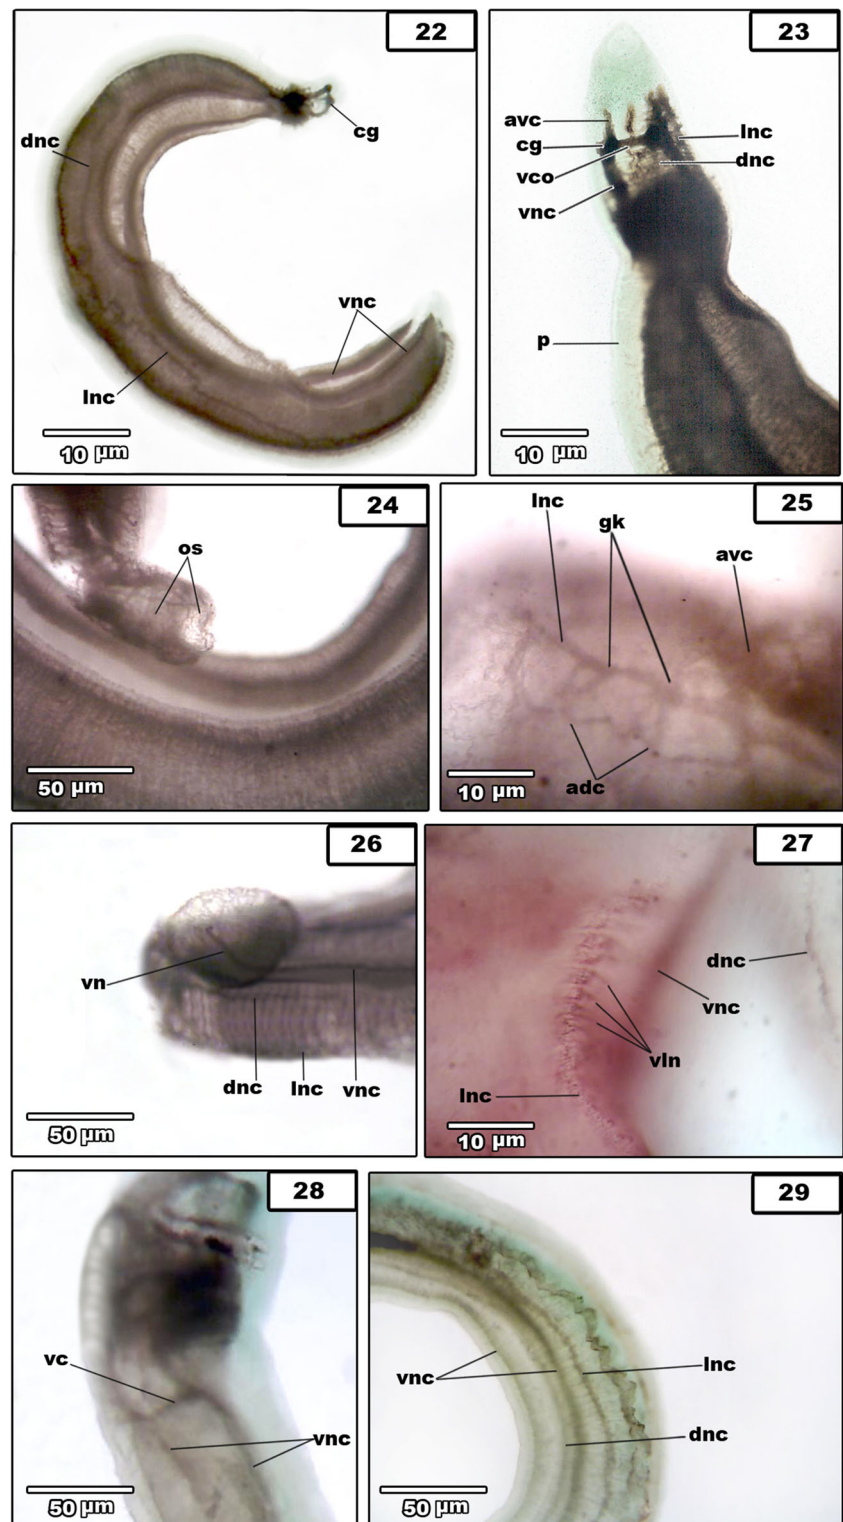 22
cg
dnc
vnc
lnc
10 µm
23
avc
lnc
cg
dnc
vco
vnc
p
10 µm
24
os
50 µm
25
lnc
gk
avc
adc
10 µm
26
vn
dnc lnc vnc
50 µm
27
dnc
vnc
vln
lnc
10 µm
28
vc
vnc
50 µm
29
vnc
lnc
dnc
50 µm